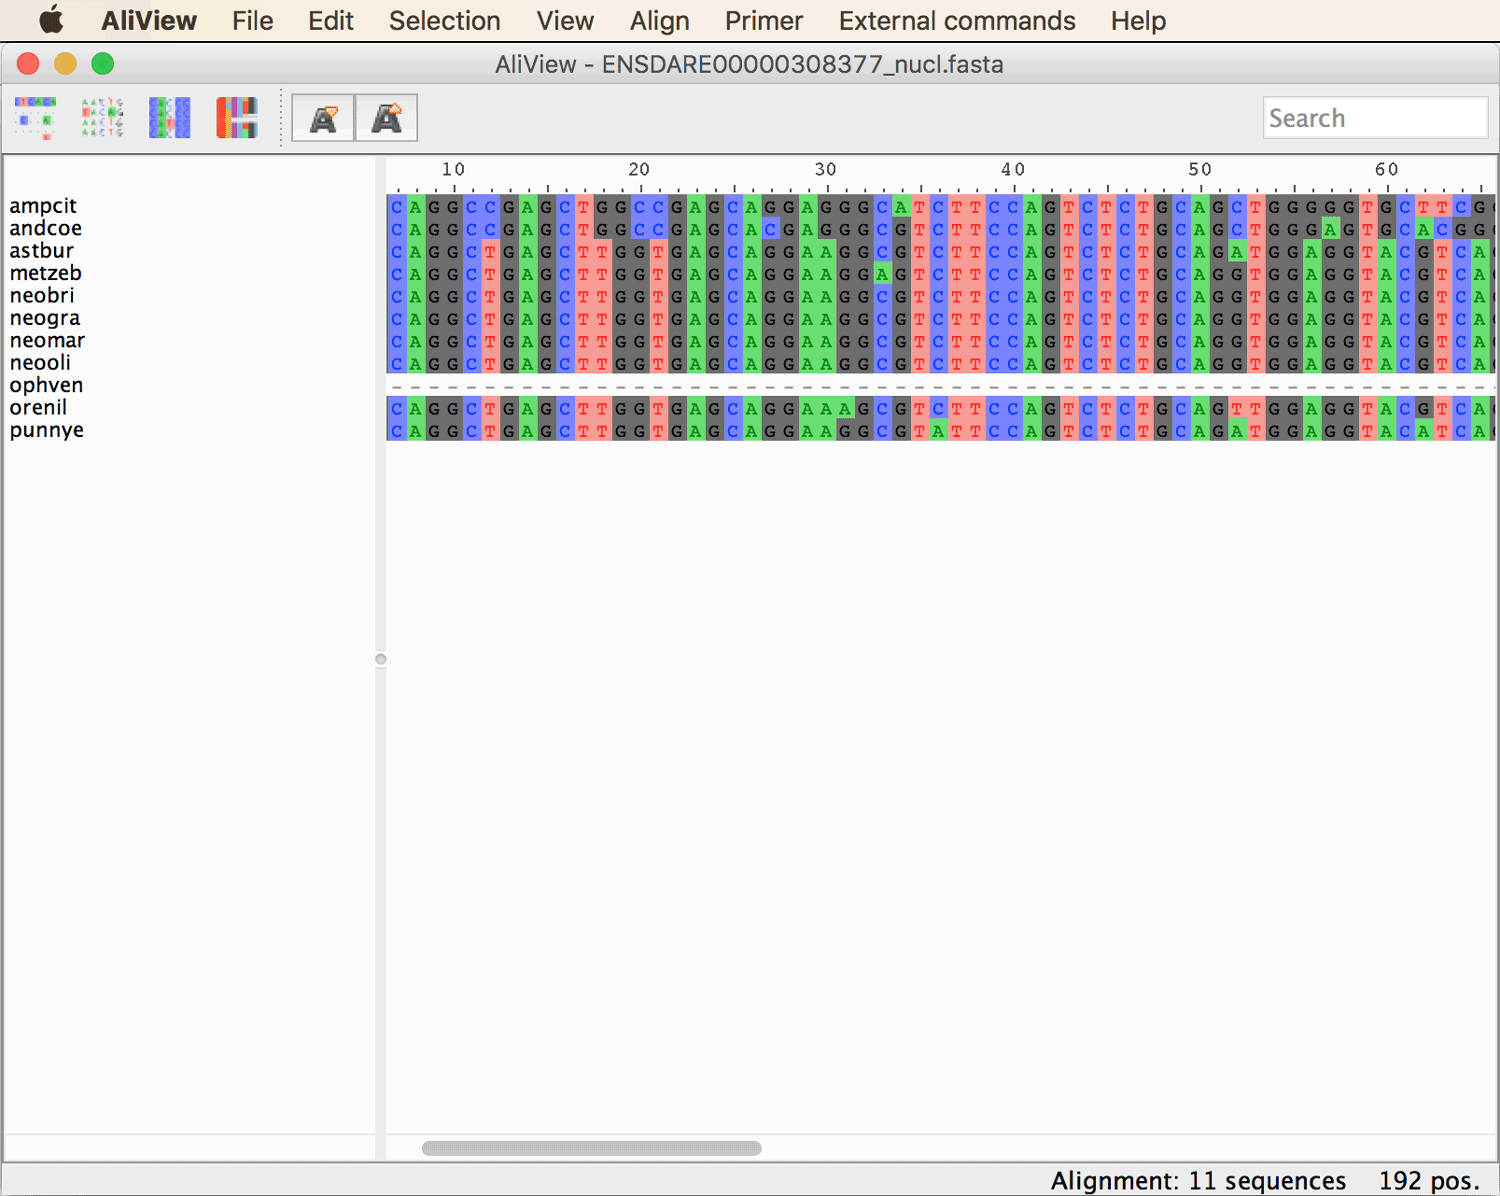 AliView File Edit Selection View Align Primer External commands Help
AliView - ENSDARE00000308377_nucl.fasta
Search
10 20 30 40 50 60
ampcit CAGGCCGAGCTGGCCGAGCAGGAGGGCATCTTCCAGTCTCTGCAGCTGGGGGTGCTTCG
andcoe CAGGCCGAGCTGGCCGAGCACGAGGGCGTCTTCCAGTCTCTGCAGCTGGGAGTGCACGG
astbur CAGGCTGAGCTTGGTGAGCAGGAAGGCGTCTTCCAGTCTCTGCAGATGGAGGTACGTCA
metzeb CAGGCTGAGCTTGGTGAGCAGGAAGGAGTCTTCCAGTCTCTGCAGGTGGAGGTACGTCA
neobri CAGGCTGAGCTTGGTGAGCAGGAAGGCGTCTTCCAGTCTCTGCAGGTGGAGGTACGTCA
neogra CAGGCTGAGCTTGGTGAGCAGGAAGGCGTCTTCCAGTCTCTGCAGGTGGAGGTACGTCA
neomar CAGGCTGAGCTTGGTGAGCAGGAAGGCGTCTTCCAGTCTCTGCAGGTGGAGGTACGTCA
neooli CAGGCTGAGCTTGGTGAGCAGGAAGGCGTCTTCCAGTCTCTGCAGGTGGAGGTACGTCA
ophven -----------------------------------------------------------
orenil CAGGCTGAGCTTGGTGAGCAGGAAAGCGTCTTCCAGTCTCTGCAGTTGGAGGTACGTCA
punnye CAGGCTGAGCTTGGTGAGCAGGAAGGCGTATTCCAGTCTCTGCAGATGGAGGTACATCA
Alignment: 11 sequences 192 pos.